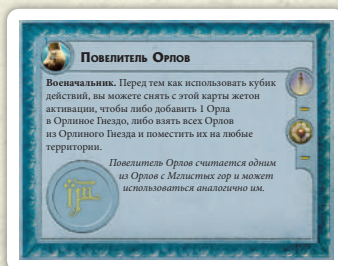 Повелитель Орлов
Военачальник. Перед тем как использовать кубик
действий, вы можете снять с этой карты жетон
активации, чтобы либо добавить 1 Орла
в Орлиное Гнездо, либо взять всех Орлов
из Орлиного Гнезда и поместить их на любые
территории.
Повелитель Орлов считается одним
из Орлов с Мглистых гор и может
использоваться аналогично им.